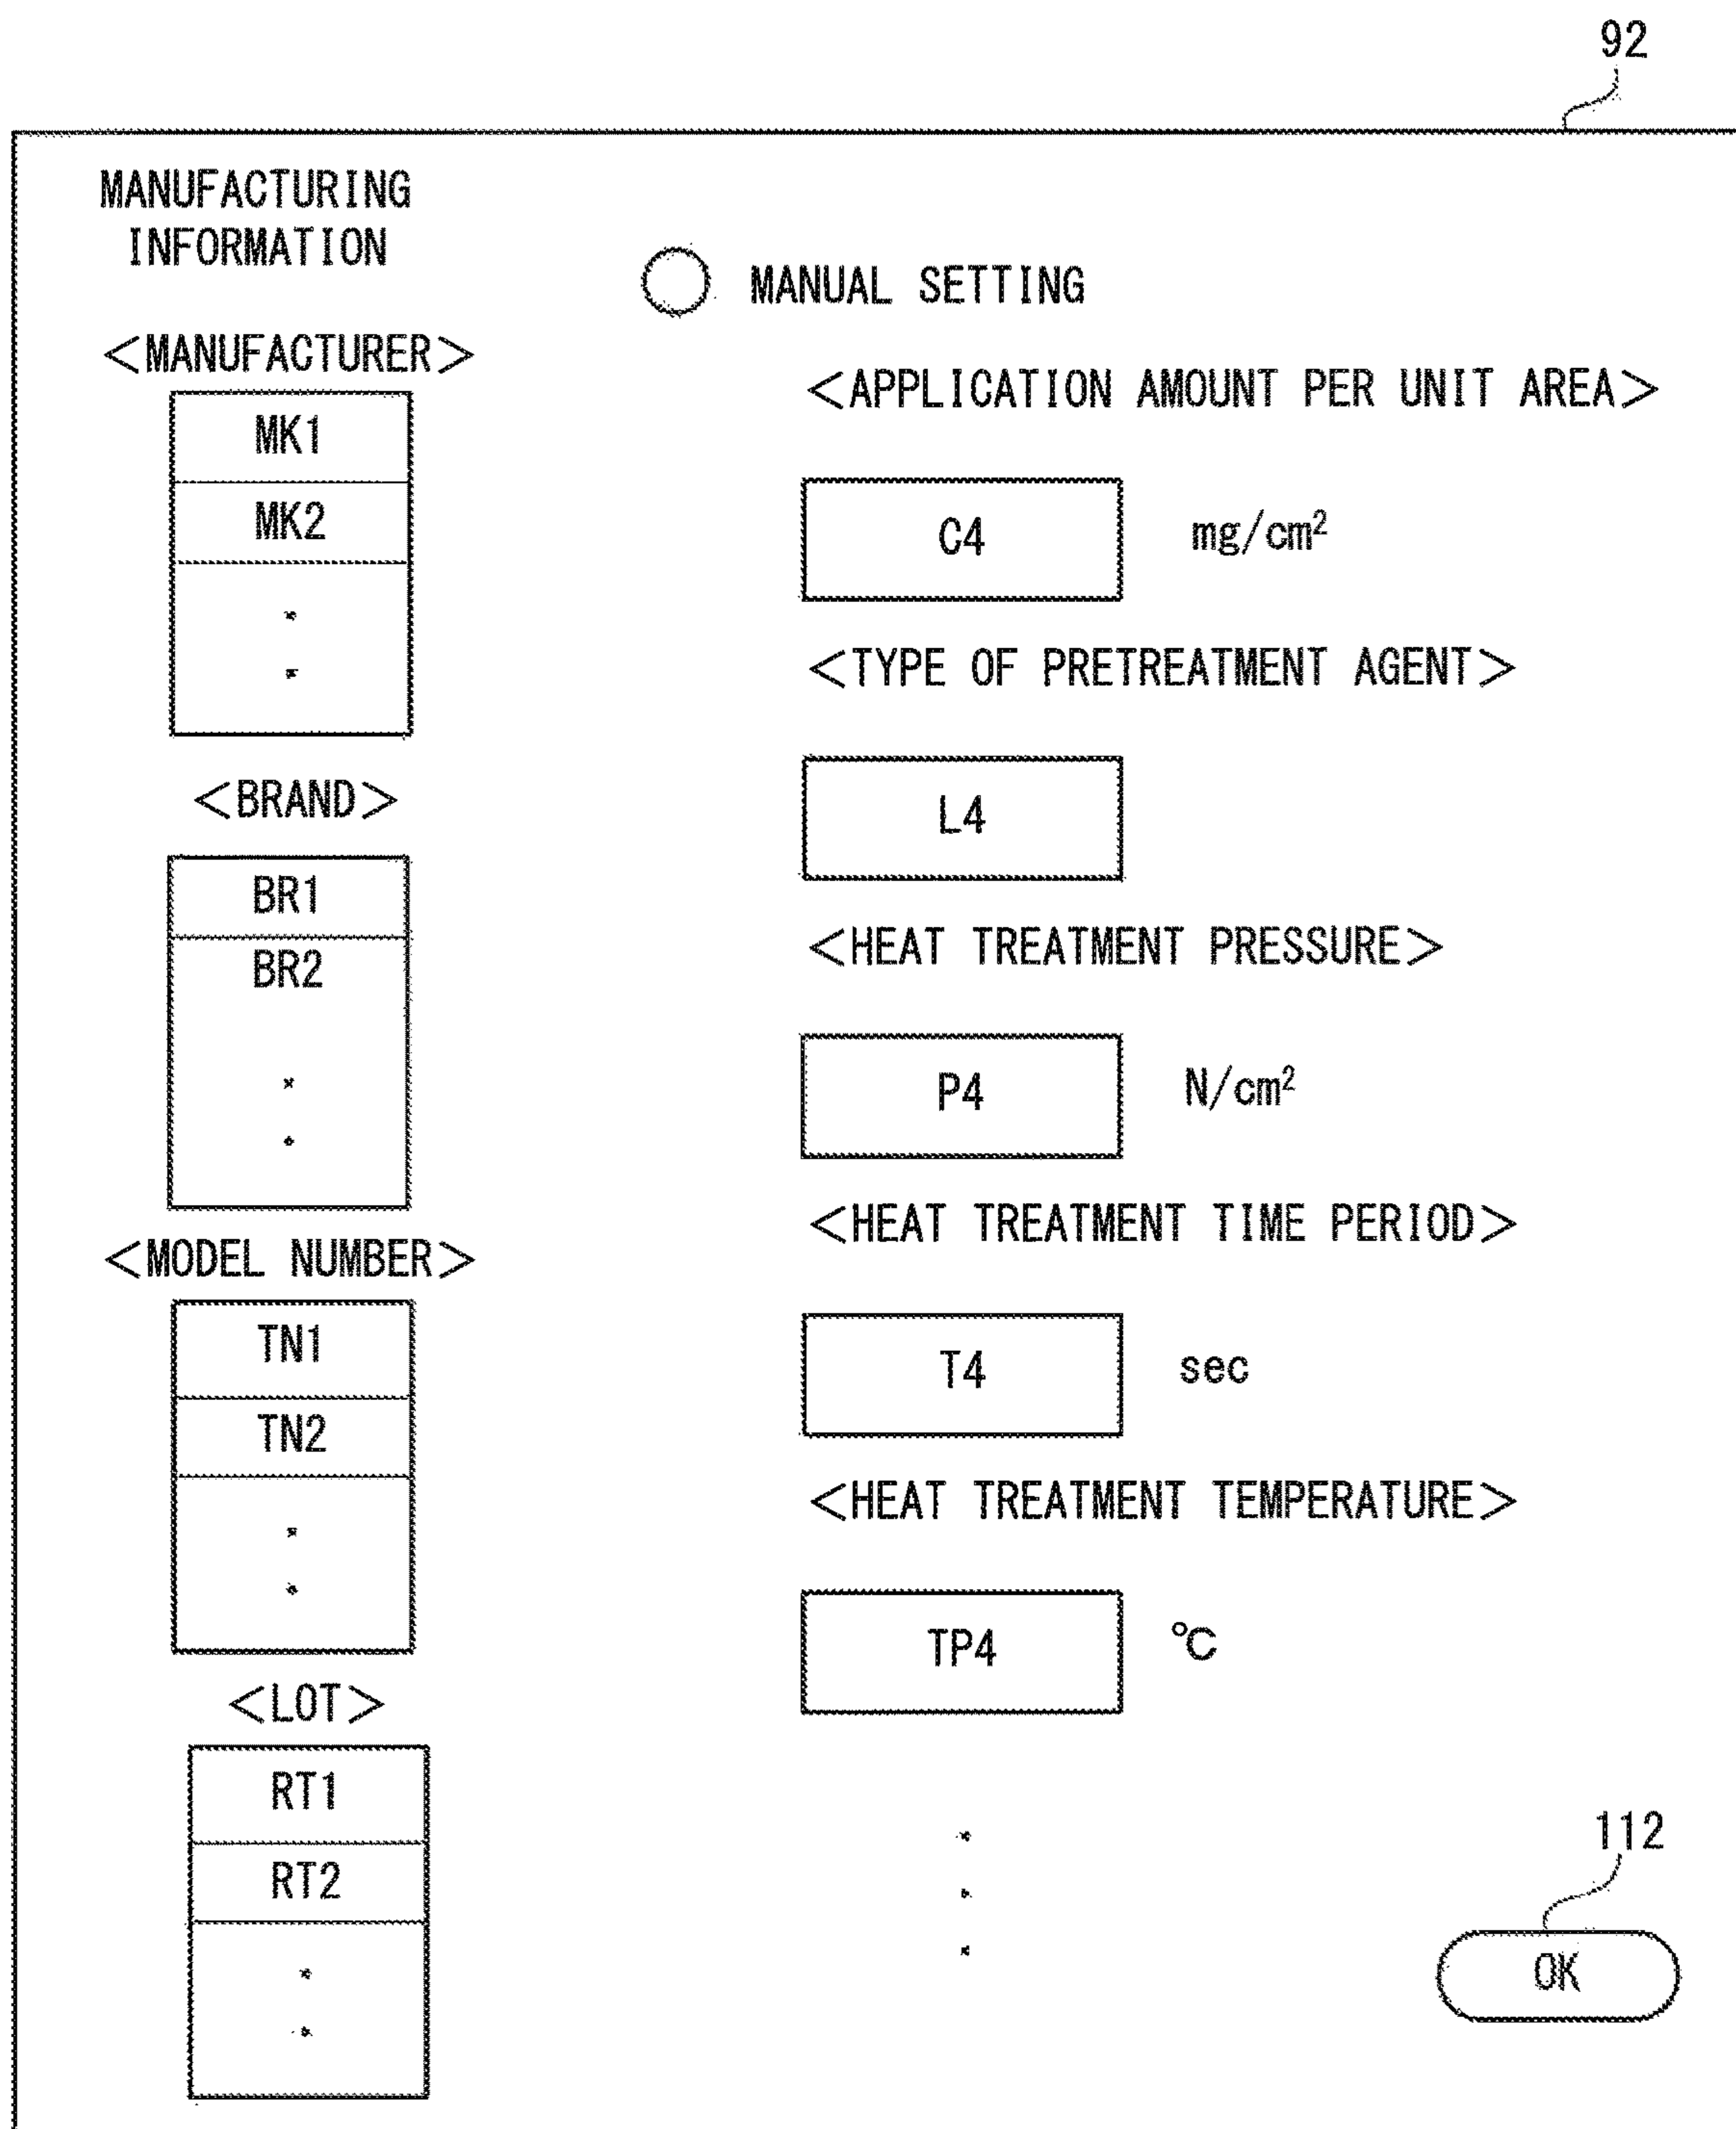 92
MANUFACTURING
INFORMATION
<MANUFACTURER>
MK1
MK2
<BRAND>
BR1
BR2
<MODEL NUMBER>
TN1
TN2
<LOT>
RT1
RT2
MANUAL SETTING
<APPLICATION AMOUNT PER UNIT AREA>
C4 mg/cm²
<TYPE OF PRETREATMENT AGENT>
L4
<HEAT TREATMENT PRESSURE>
P4 N/cm²
<HEAT TREATMENT TIME PERIOD>
T4 sec
<HEAT TREATMENT TEMPERATURE>
TP4 ℃
112
OK